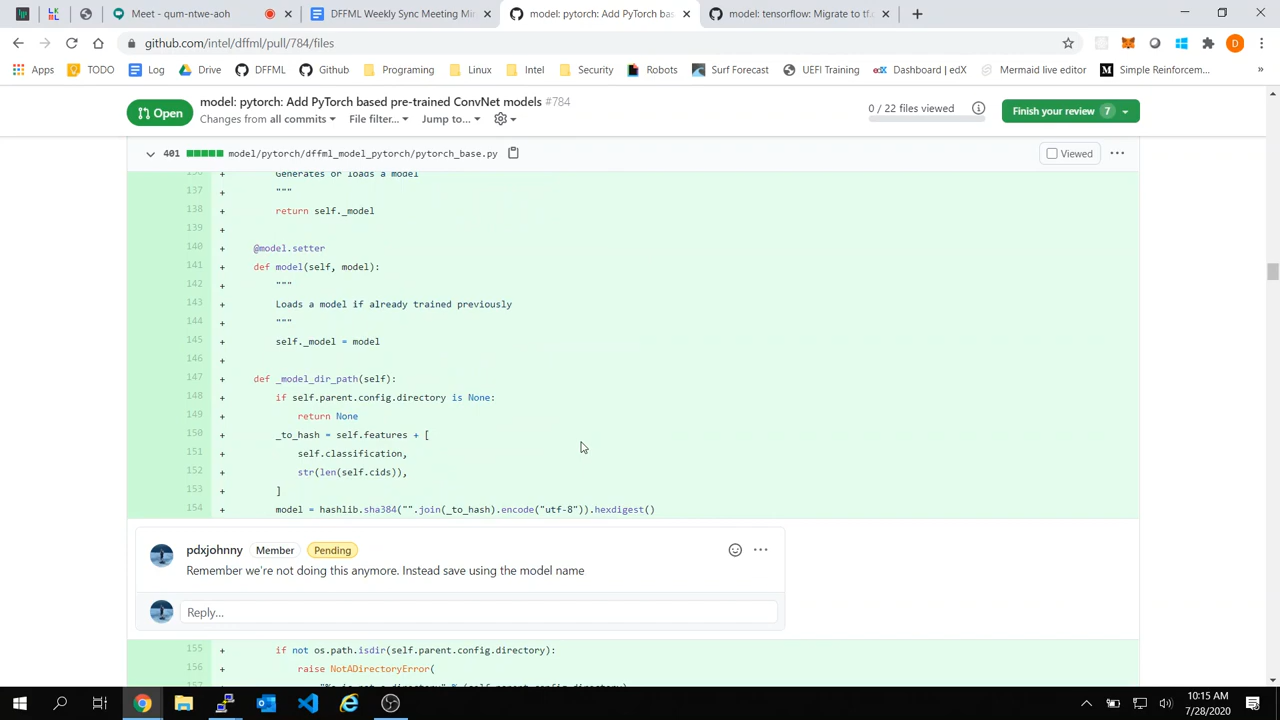 Meet - qum-ntwe-aoh
DFFML Weekly Sync Meeting Mi
model: pytorch: Add PyTorch bas
model: tensorflow: Migrate to tf.
github.com/intel/dffml/pull/784/files
D
Apps TODO Log Drive DFFML Github Programing Linux Intel Security Robots Surf Forecast UEFI Training Dashboard | edX Mermaid live editor Simple Reinforcem... »
Open
model: pytorch: Add PyTorch based pre-trained ConvNet models #784
Changes from all commits File filter... Jump to...
0 / 22 files viewed
Finish your review 7
401 model/pytorch/dffml_model_pytorch/pytorch_base.py
Viewed
136 Generates or loads a model
137 + """
138 + return self._model
139 +
140 + @model.setter
141 + def model(self, model):
142 + """
143 + Loads a model if already trained previously
144 + """
145 + self._model = model
146 +
147 + def _model_dir_path(self):
148 + if self.parent.config.directory is None:
149 + return None
150 + _to_hash = self.features + [
151 + self.classification,
152 + str(len(self.cids)),
153 + ]
154 + model = hashlib.sha384("".join(_to_hash).encode("utf-8")).hexdigest()
pdxjohnny Member Pending
Remember we're not doing this anymore. Instead save using the model name
Reply...
155 + if not os.path.isdir(self.parent.config.directory):
156 + raise NotADirectoryError(
157
10:15 AM
7/28/2020